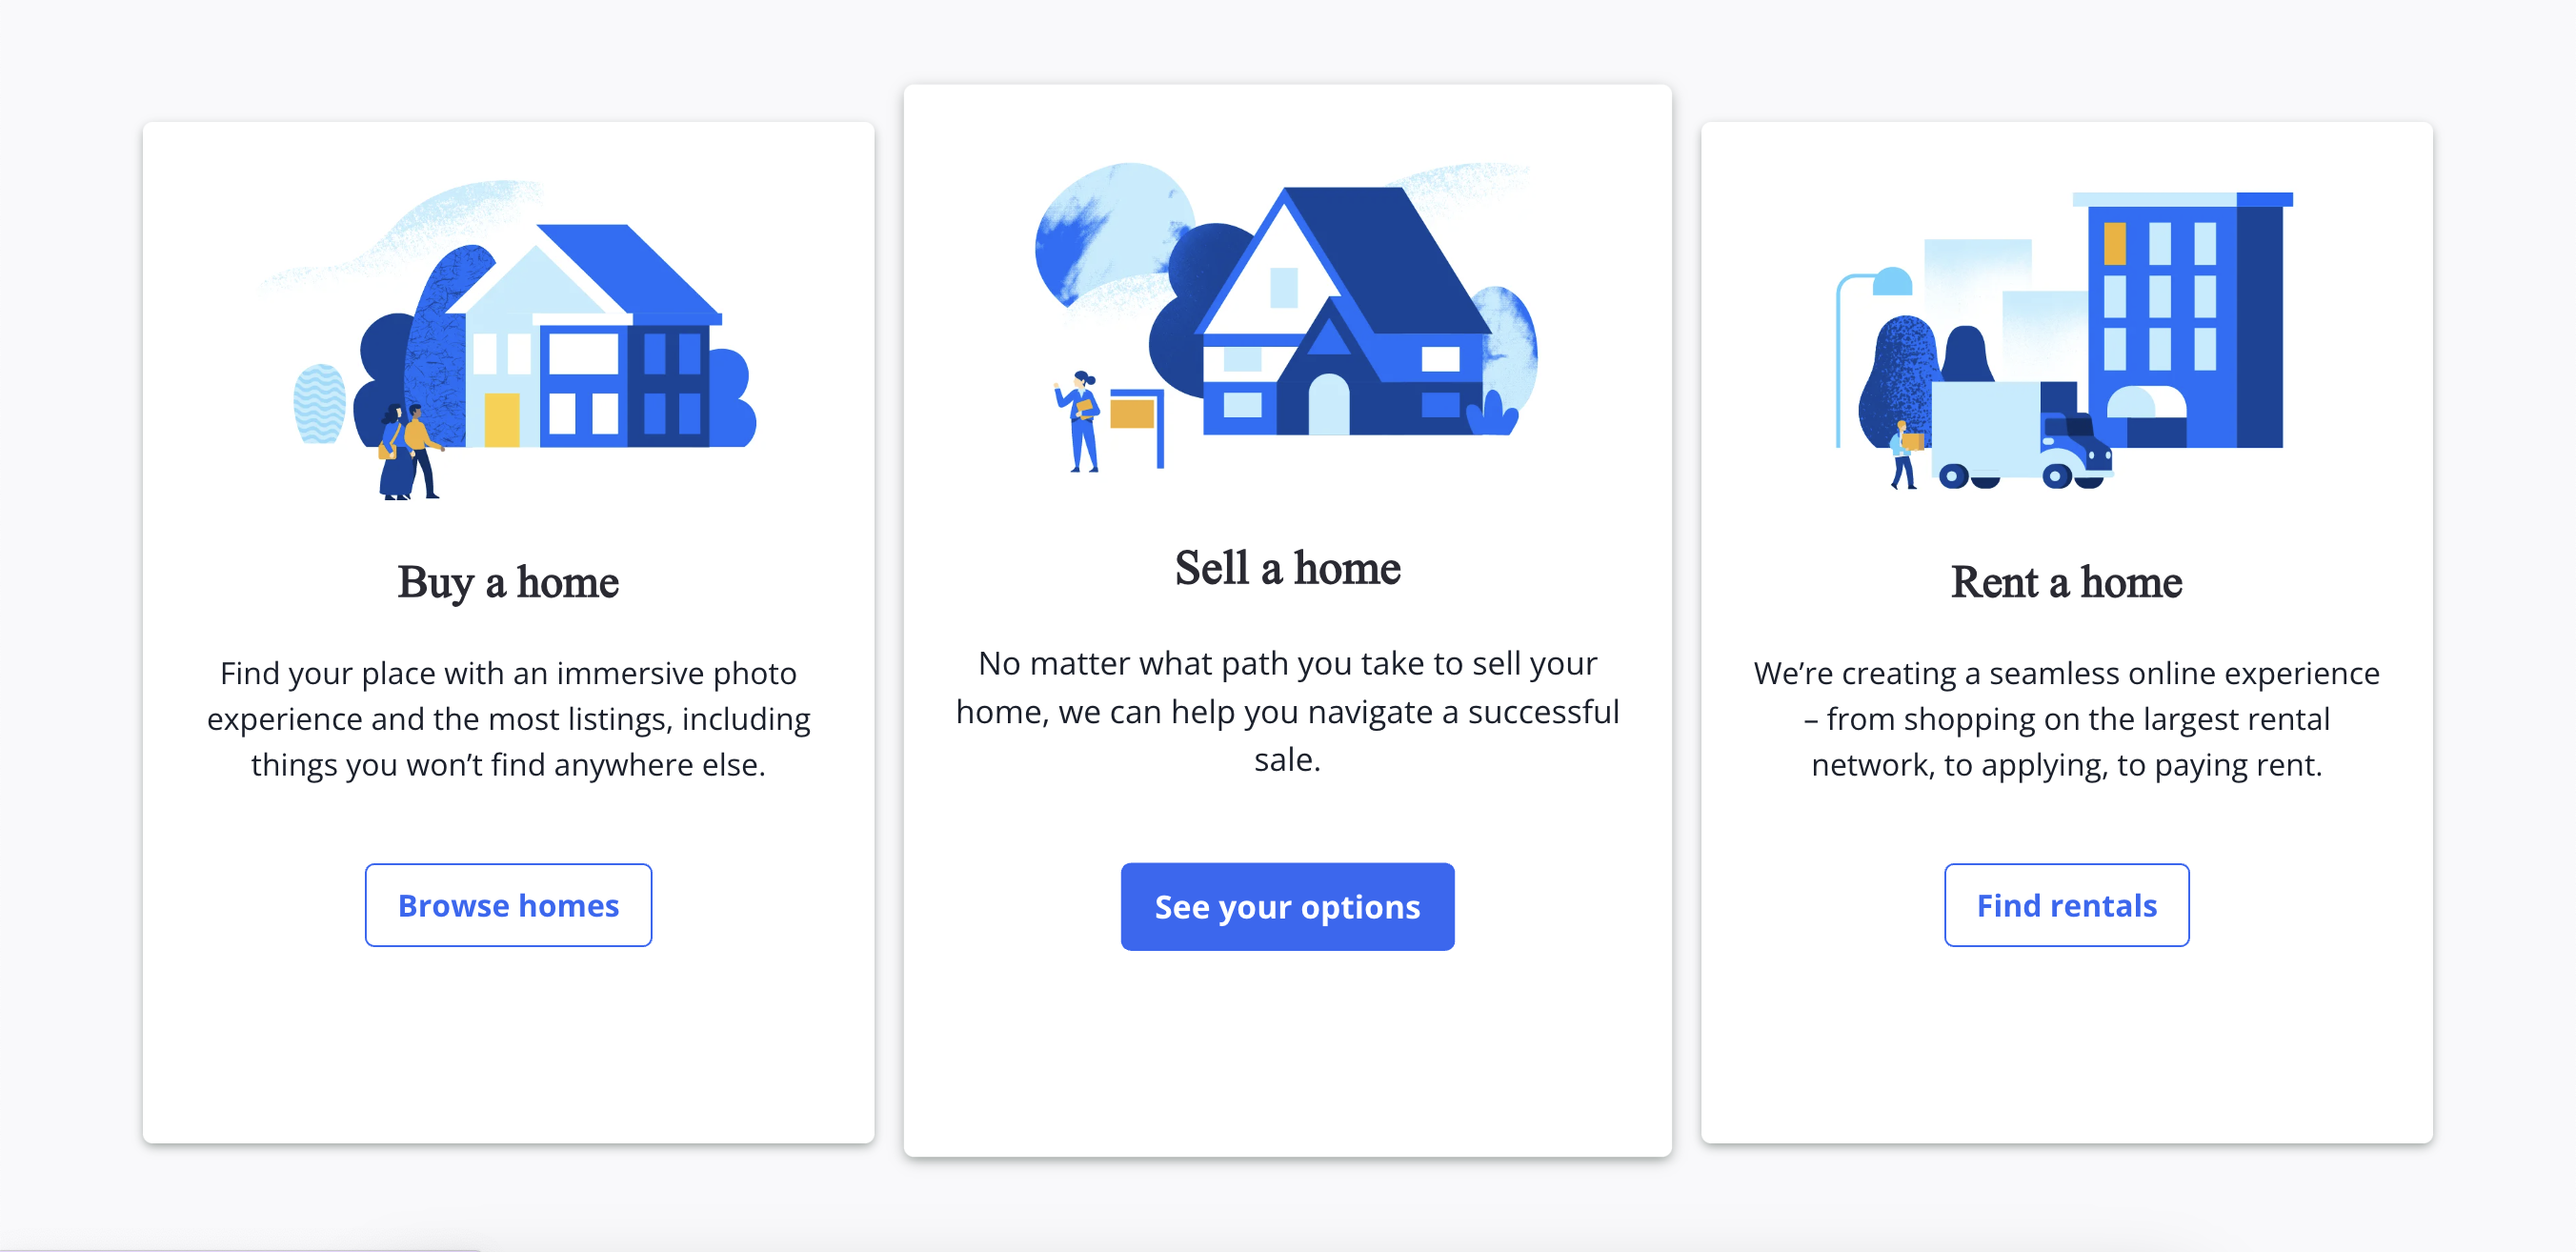 Buy a home
Find your place with an immersive photo
experience and the most listings, including
things you won’t find anywhere else.
Browse homes
Sell a home
No matter what path you take to sell your
home, we can help you navigate a successful
sale.
See your options
Rent a home
We’re creating a seamless online experience
– from shopping on the largest rental
network, to applying, to paying rent.
Find rentals